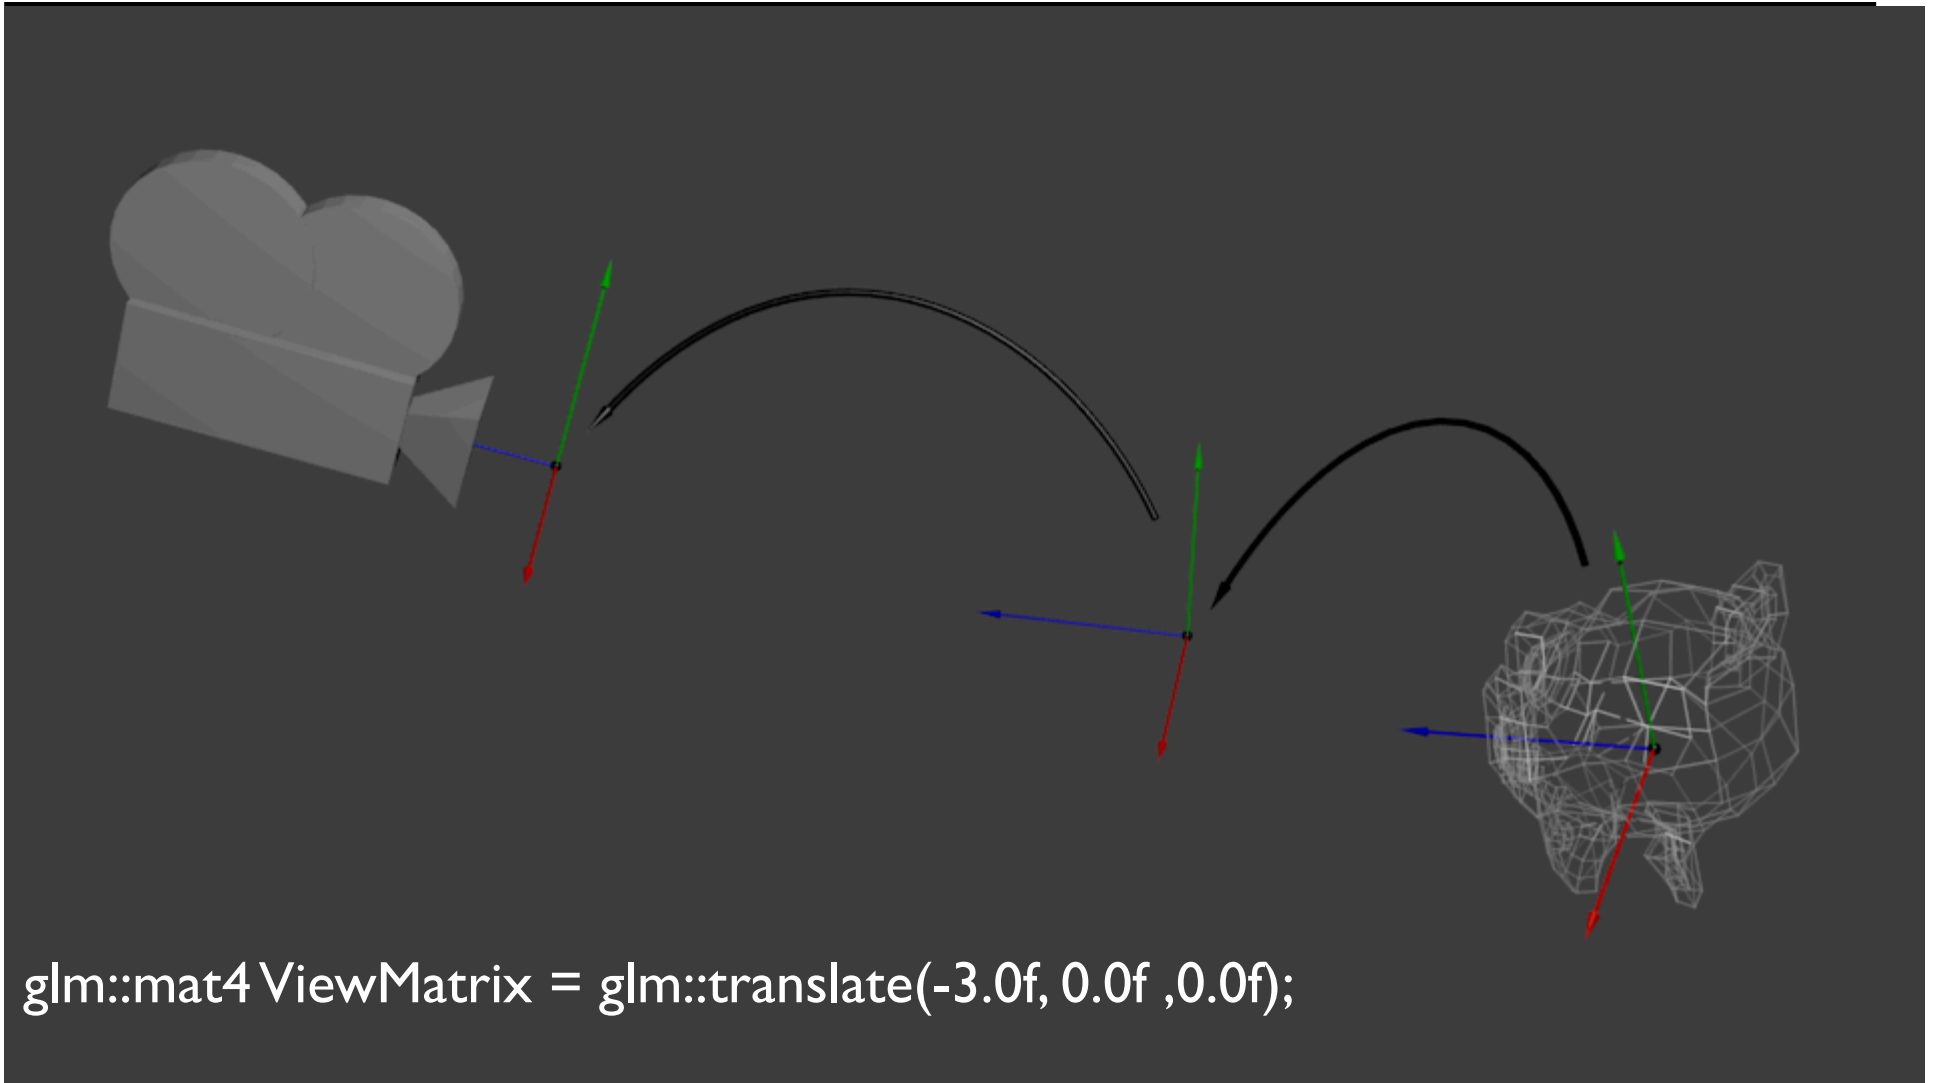 glm::mat4 ViewMatrix = glm::translate(-3.0f, 0.0f ,0.0f);